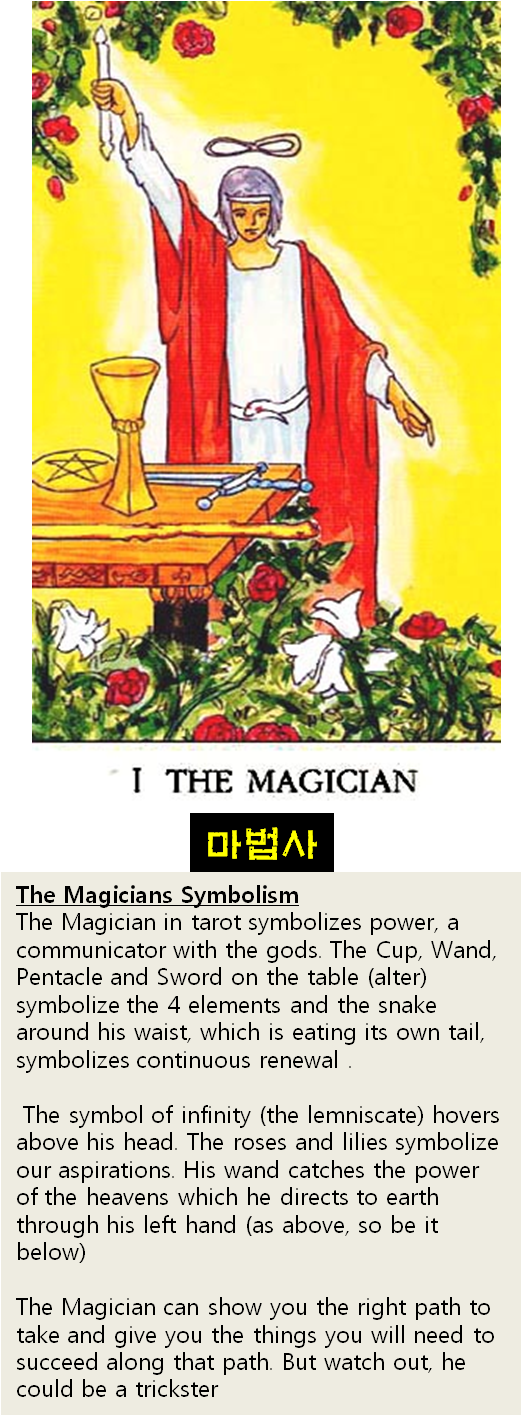 I THE MAGICIAN
마법사
The Magicians Symbolism
The Magician in tarot symbolizes power, a
communicator with the gods. The Cup, Wand,
Pentacle and Sword on the table (alter)
symbolize the 4 elements and the snake
around his waist, which is eating its own tail,
symbolizes continuous renewal .
The symbol of infinity (the lemniscate) hovers
above his head. The roses and lilies symbolize
our aspirations. His wand catches the power
of the heavens which he directs to earth
through his left hand (as above, so be it
below)
The Magician can show you the right path to
take and give you the things you will need to
succeed along that path. But watch out, he
could be a trickster